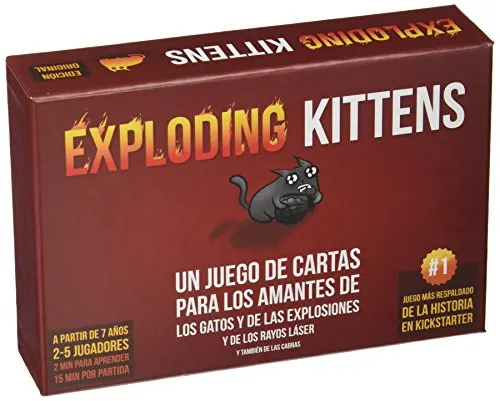 EDICIÓN
ORIGINAL
EXPLODING KITTENS
EXPLODING KITTENS
UN JUEGO DE CARTAS
PARA LOS AMANTES DE
LOS GATOS Y DE LAS EXPLOSIONES
Y DE LOS RAYOS LÁSER
Y TAMBIÉN DE LAS CABRAS
A PARTIR DE 7 AÑOS
2-5 JUGADORES
2 MIN PARA APRENDER
15 MIN POR PARTIDA
#1
JUEGO MÁS RESPALDADO
DE LA HISTORIA
EN KICKSTARTER